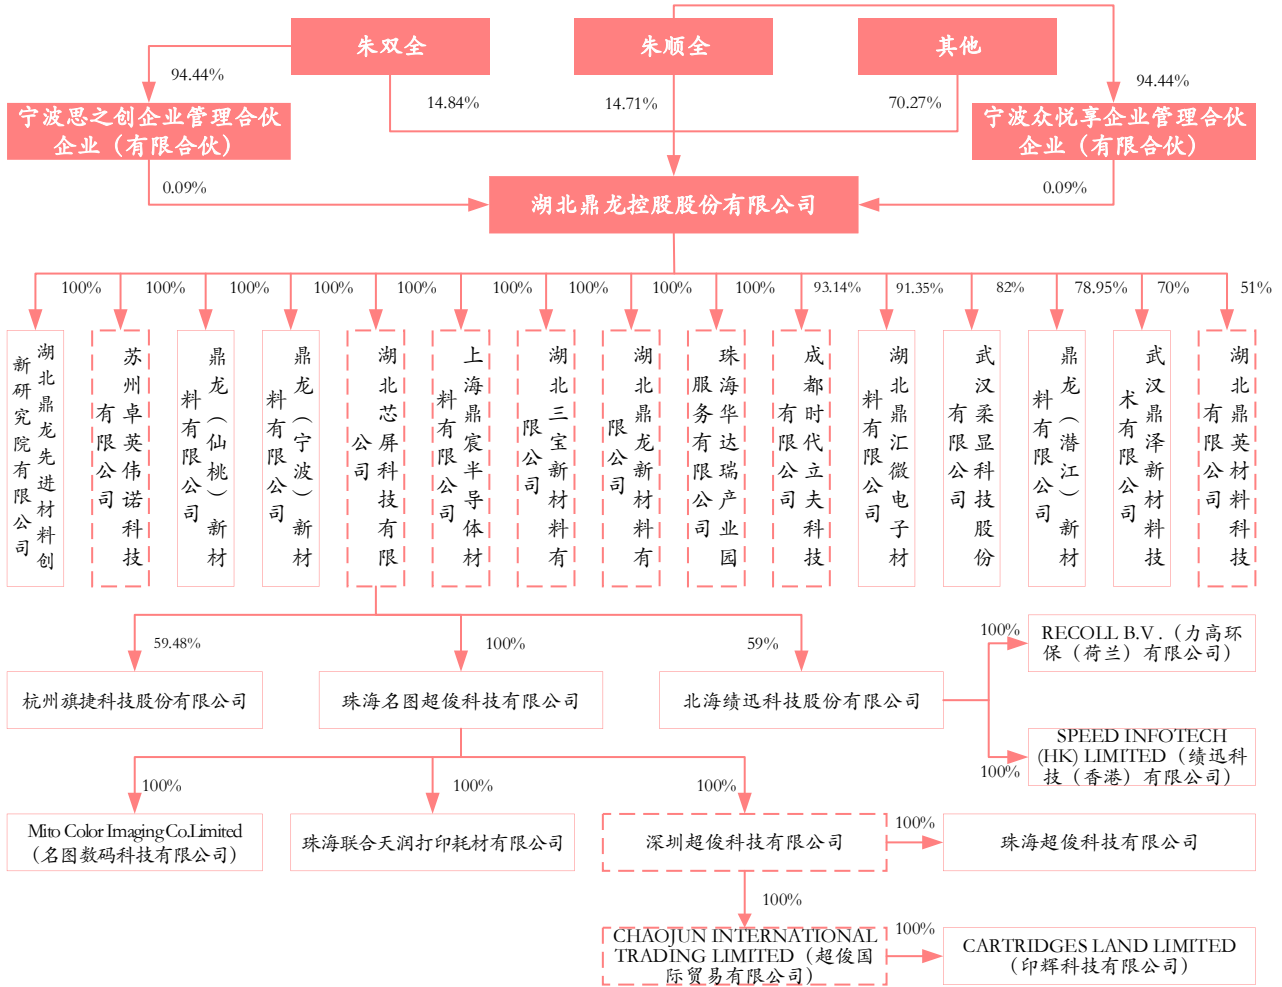 朱双全
朱顺全
其他
94.44%
14.84%
14.71%
70.27%
94.44%
宁波思之创企业管理合伙
企业（有限合伙）
宁波众悦享企业管理合伙
企业（有限合伙）
0.09%
0.09%
湖北鼎龙控股股份有限公司
100%
100%
100%
100%
100%
100%
100%
100%
100%
93.14%
91.35%
82%
78.95%
70%
51%
湖北鼎龙先进材料创
新研究院有限公司
苏州卓英伟诺科技
有限公司
鼎龙（仙桃）新材
料有限公司
鼎龙（宁波）新材
料有限公司
湖北芯屏科技有限
公司
上海鼎宸半导体材
料有限公司
湖北三宝新材料有
限公司
湖北鼎龙新材料有
限公司
珠海华达瑞产业园
服务有限公司
成都时代立夫科技
有限公司
湖北鼎汇微电子材
料有限公司
武汉柔显科技股份
有限公司
鼎龙（潜江）新材
料有限公司
武汉鼎泽新材料科技
术有限公司
湖北鼎英材料科技
有限公司
59.48%
100%
59%
100%
RECOLL B.V.（力高环
保（荷兰）有限公司）
杭州旗捷科技股份有限公司
珠海名图超俊科技有限公司
北海绩迅科技股份有限公司
100%
SPEED INFOTECH
(HK) LIMITED（绩迅科
技（香港）有限公司）
100%
100%
100%
Mito Color Imaging Co.Limited
（名图数码科技有限公司）
珠海联合天润打印耗材有限公司
深圳超俊科技有限公司
100%
珠海超俊科技有限公司
100%
CHAOJUN INTERNATIONAL
TRADING LIMITED（超俊国
际贸易有限公司）
100%
CARTRIDGES LAND LIMITED
（印辉科技有限公司）